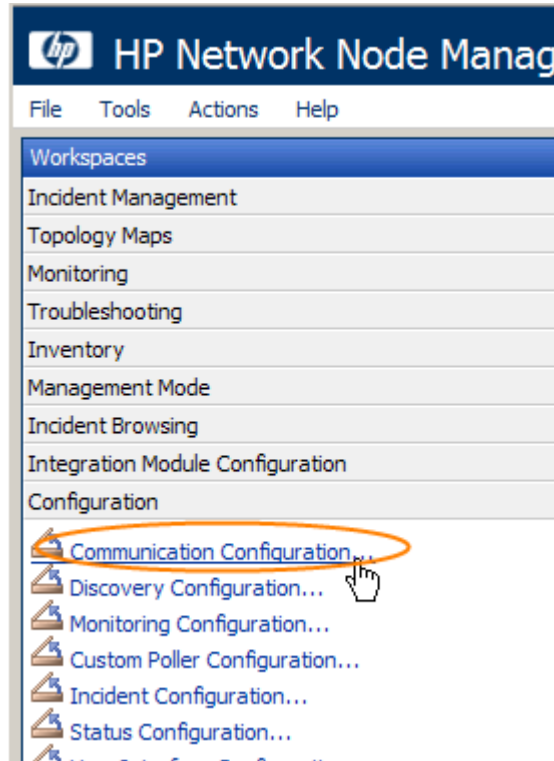 hp HP Network Node Manag
File Tools Actions Help
Workspaces
Incident Management
Topology Maps
Monitoring
Troubleshooting
Inventory
Management Mode
Incident Browsing
Integration Module Configuration
Configuration
Communication Configuration...
Discovery Configuration...
Monitoring Configuration...
Custom Poller Configuration...
Incident Configuration...
Status Configuration...